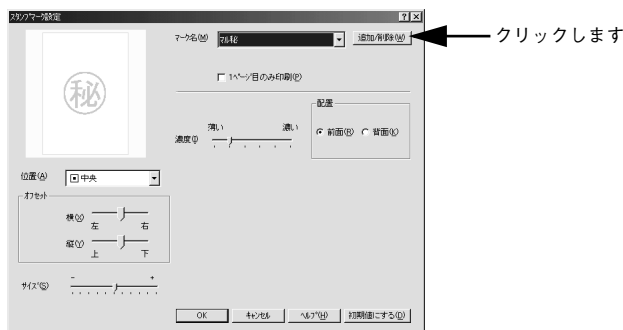 スタンプマーク設定
マーク名(M)
マル秘
追加/削除(W)
クリックします
1ページ目のみ印刷(P)
秘
配置
薄い
濃い
濃度(I)
前面(R)
背面(K)
位置(A)
中央
オフセット
横(X)
左
右
縦(Y)
上
下
サイズ(S)
-
+
OK
キャンセル
ヘルプ(H)
初期値にする(D)